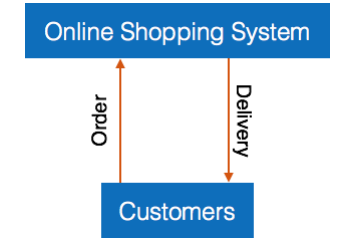 Online Shopping System
Order
Delivery
Customers